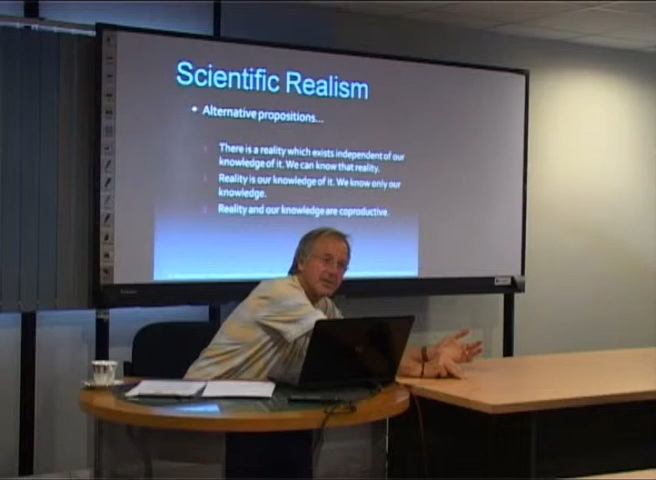 Scientific Realism
Alternative propositions...
There is a reality which exists independent of our
knowledge of it. We can know that reality.
Reality is our knowledge of it. We know only our
knowledge.
Reality and our knowledge are coproductive.